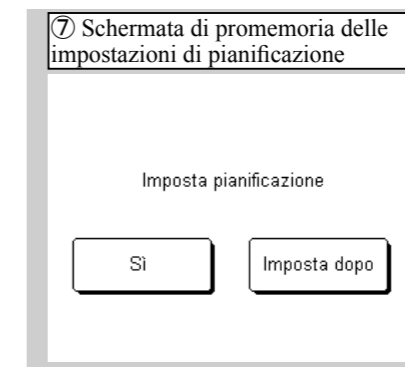 ⑦ Schermata di promemoria delle
impostazioni di pianificazione
Imposta pianificazione
Sì
Imposta dopo